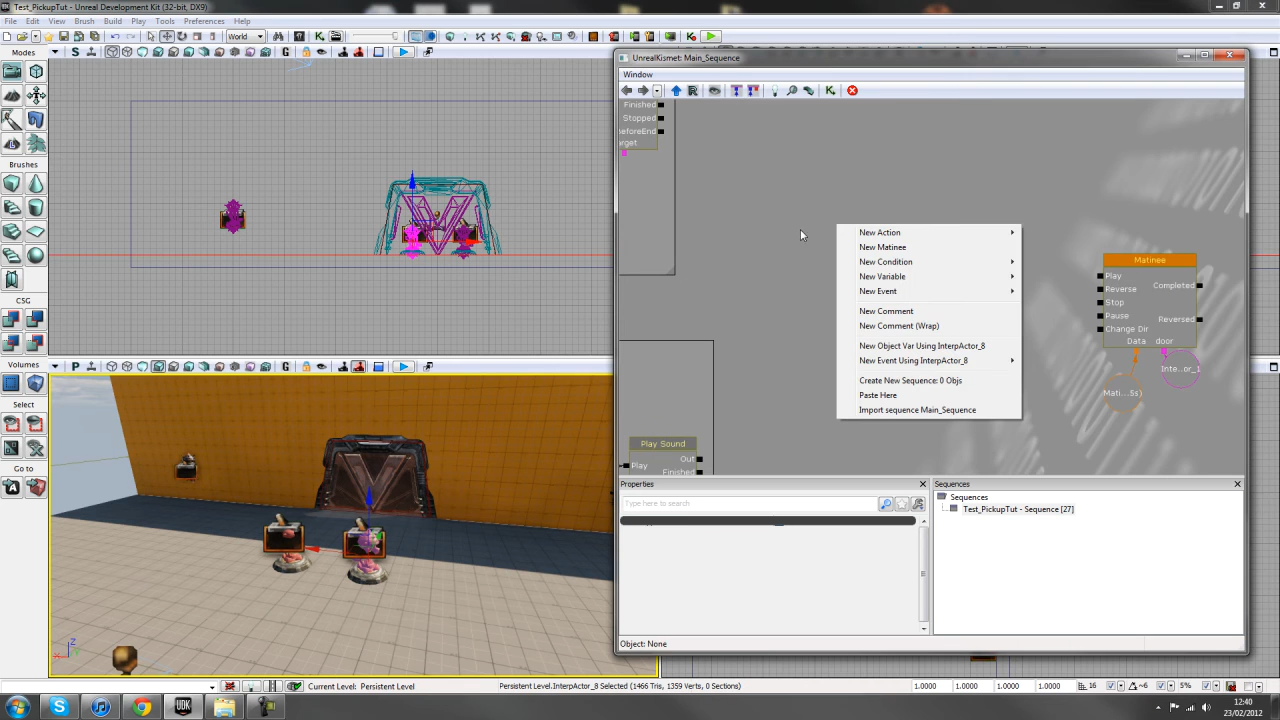 Test_PickupTut - Unreal Development Kit (32-bit, DX9)
File Edit View Brush Build Play Tools Preferences Help
World
Modes
Brushes
CSG
Volumes
Select
Go to
UnrealKismet: Main_Sequence
Window
Finished
Stopped
eforeEnd
arget
New Action
New Matinee
New Condition
New Variable
New Event
New Comment
New Comment (Wrap)
New Object Var Using InterpActor_8
New Event Using InterpActor_8
Create New Sequence: 0 Objs
Paste Here
Import sequence Main_Sequence
Matinee
Play
Completed
Reverse
Stop
Pause
Reversed
Change Dir
Data door
Inte...or_1
Mati...5s)
Play Sound
Out
Play
Finished
Properties
Type here to search
Sequences
Sequences
Test_PickupTut - Sequence [27]
Object: None
Current Level: Persistent Level
Persistent Level.InterpActor_8 Selected (1466 Tris, 1359 Verts, 0 Sections)
1.0000 1.0000 1.0000 1.0000 16 ~6 5%
12:40
23/02/2012